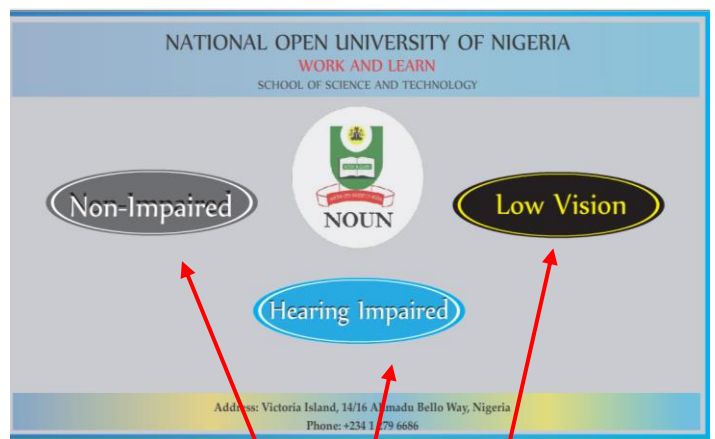 NATIONAL OPEN UNIVERSITY OF NIGERIA
WORK AND LEARN
SCHOOL OF SCIENCE AND TECHNOLOGY
Non-Impaired
NOUN
Low Vision
Hearing Impaired
Address: Victoria Island, 14/16 Ahmadu Bello Way, Nigeria
Phone: +234 1 279 6686